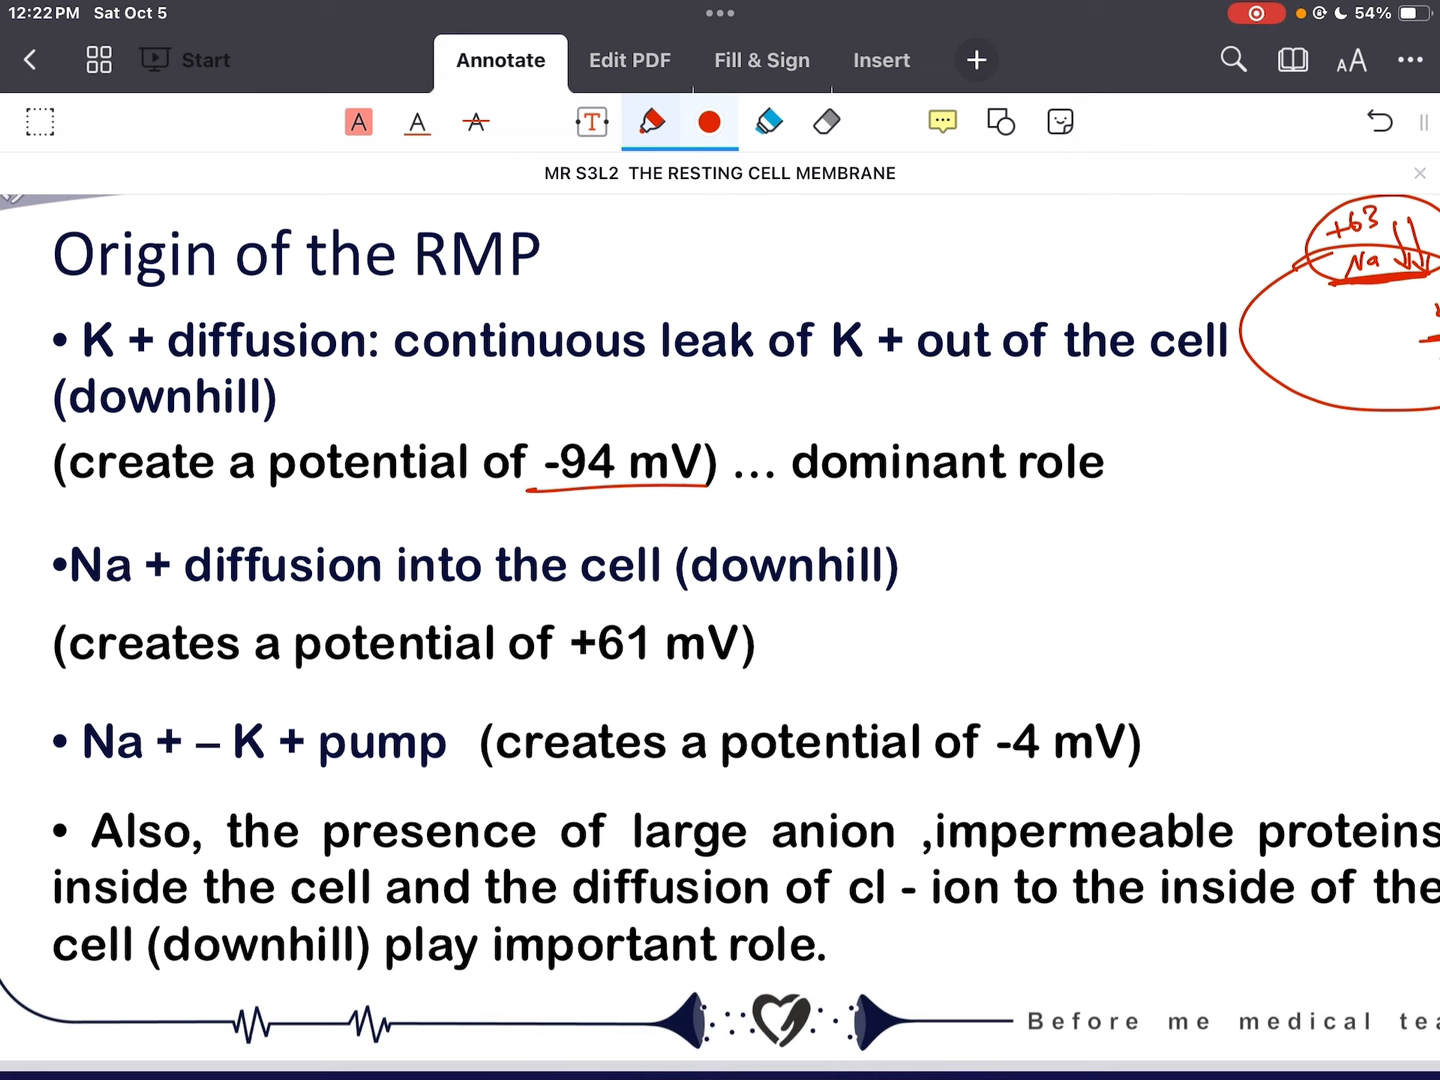 12:22 PM Sat Oct 5
54%
Start
Annotate
Edit PDF
Fill & Sign
Insert
MR S3L2 THE RESTING CELL MEMBRANE
Origin of the RMP
+63
Na
• K + diffusion: continuous leak of K + out of the cell
(downhill)
(create a potential of -94 mV) ... dominant role
•Na + diffusion into the cell (downhill)
(creates a potential of +61 mV)
• Na + – K + pump (creates a potential of -4 mV)
• Also, the presence of large anion ,impermeable proteins
inside the cell and the diffusion of cl - ion to the inside of the
cell (downhill) play important role.
Before me medical